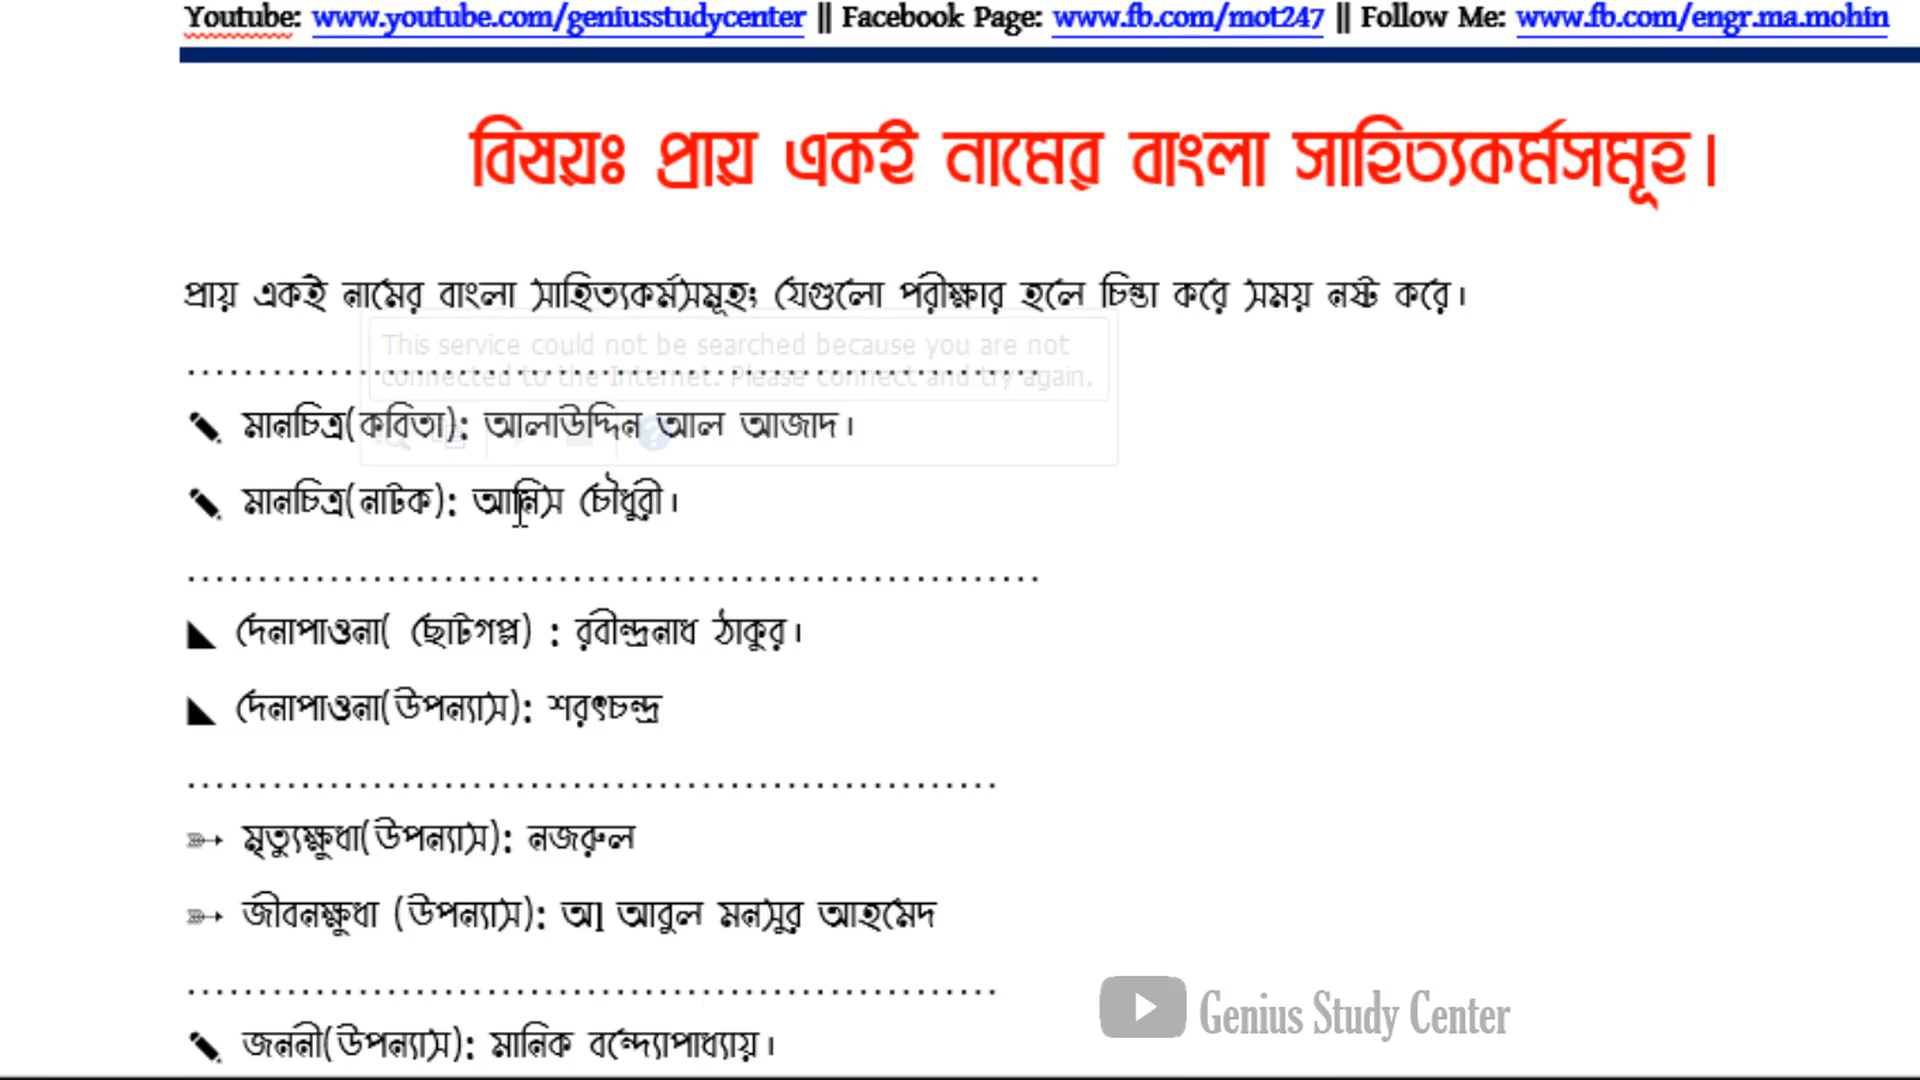 Youtube: www.youtube.com/geniusstudycenter || Facebook Page: www.fb.com/mot247 || Follow Me: www.fb.com/engr.ma.mohin
বিষয়ঃ প্রায় একই নামের বাংলা সাহিত্যকর্মসমূহ।
প্রায় একই নামের বাংলা সাহিত্যকর্মসমূহ; যেগুলো পরীক্ষার হলে চিন্তা করে সময় নষ্ট করে।
This service could not be searched because you are not
connected to the Internet. Please connect and try again.
মানচিত্র(কবিতা): আলাউদ্দিন আল আজাদ।
মানচিত্র(নাটক): আনিস চৌধুরী।
দেনাপাওনা( ছোটগপ্প) : রবীন্দ্রনাথ ঠাকুর।
দেনাপাওনা(উপন্যাস): শরৎচন্দ্র
মৃত্যুক্ষুধা(উপন্যাস): নজরুল
জীবনক্ষুধা (উপন্যাস): অা আবুল মনসুর আহমেদ
জননী(উপন্যাস): মানিক বন্দ্যোপাধ্যায়।
Genius Study Center